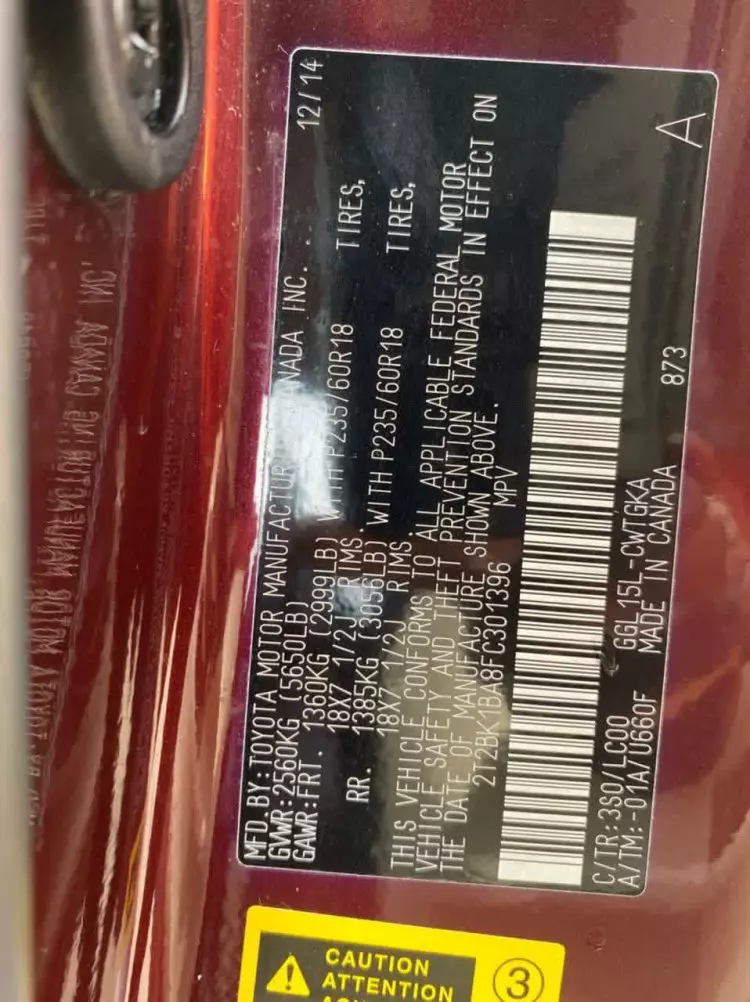 MFD.BY:TOYOTA MOTOR MANUFACTURING CANADA INC. 12/14
GVWR:2560KG (5650LB)
GAWR:FRT. 1360KG (2999LB) WITH P235/60R18 TIRES,
18X7 1/2J RIMS.
RR. 1385KG (3056LB) WITH P235/60R18 TIRES,
18X7 1/2J RIMS.
THIS VEHICLE CONFORMS TO ALL APPLICABLE FEDERAL MOTOR
VEHICLE SAFETY AND THEFT PREVENTION STANDARDS IN EFFECT ON
THE DATE OF MANUFACTURE SHOWN ABOVE.
2T2BK1BA8FC301396 MPV
A
C/TR:3S0/LC00 GGL15L-CWTGKA
A/TM:-01A/U660F MADE IN CANADA 873
CAUTION
ATTENTION
3